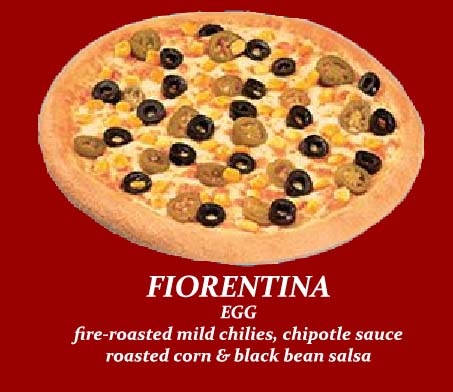 FIORENTINA
EGG
fire-roasted mild chilies, chipotle sauce
roasted corn & black bean salsa